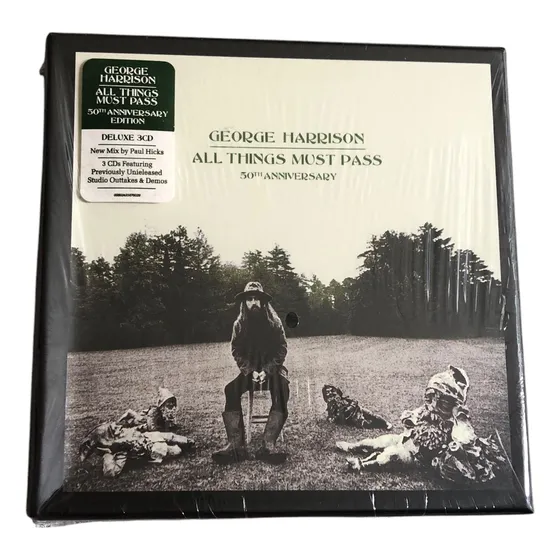 GEORGE
HARRISON
ALL THINGS
MUST PASS
50TH ANNIVERSARY
EDITION
DELUXE 3CD
New Mix by Paul Hicks
3 CDs Featuring
Previously Unreleased
Studio Outtakes & Demos
GEORGE HARRISON
ALL THINGS MUST PASS
50TH ANNIVERSARY